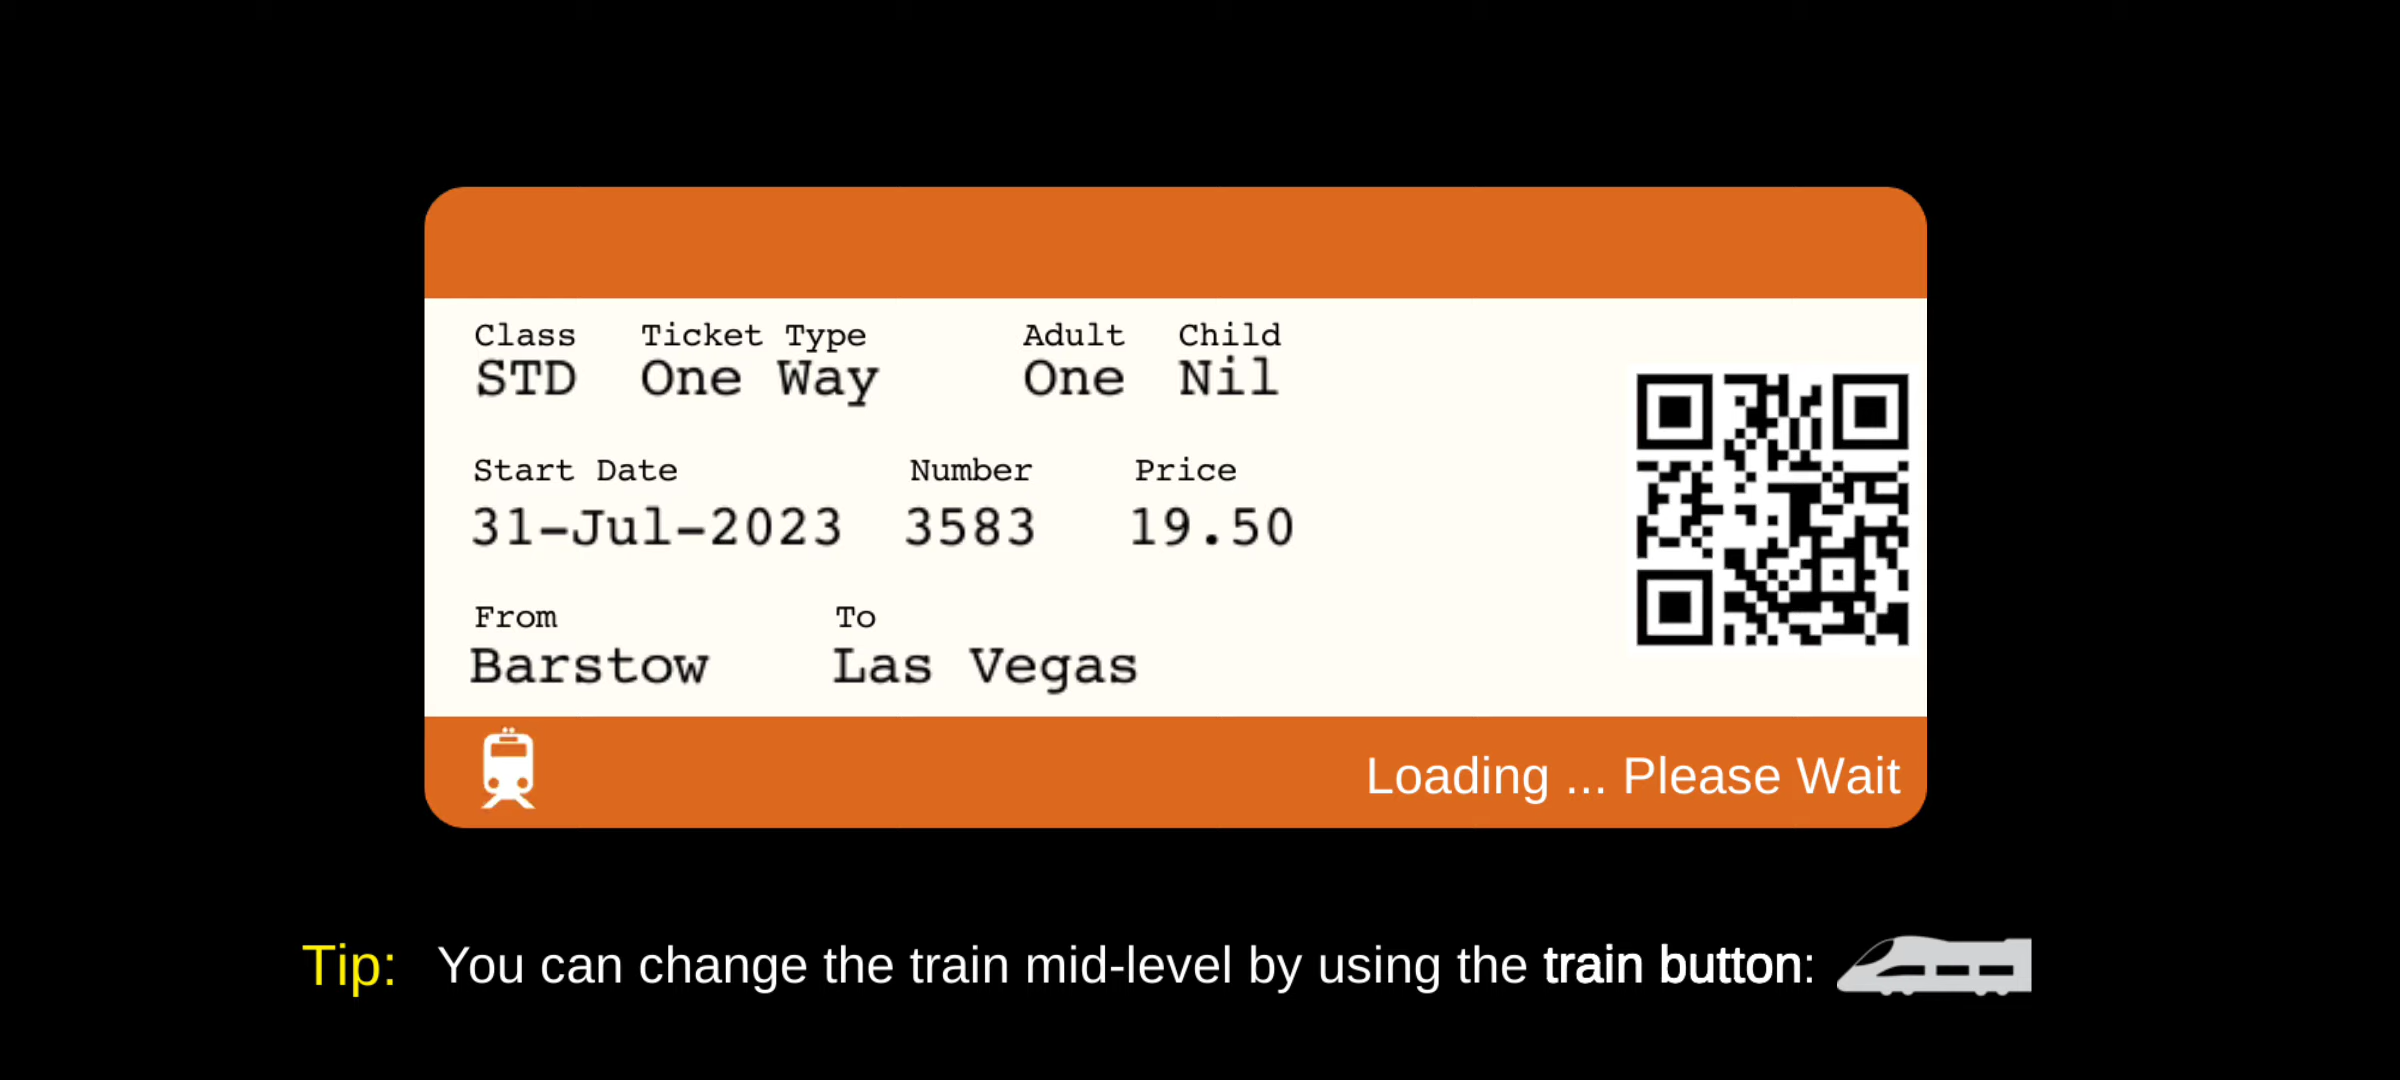 Class Ticket Type Adult Child
STD One Way One Nil
Start Date Number Price
31-Jul-2023 3583 19.50
From To
Barstow Las Vegas
Loading ... Please Wait
Tip: You can change the train mid-level by using the train button: